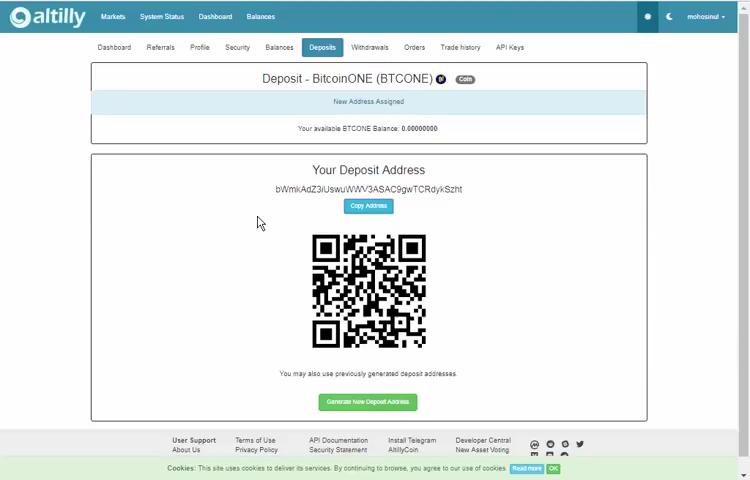 altilly Markets System Status Dashboard Balances mohosinul
Dashboard Referrals Profile Security Balances Deposits Withdrawals Orders Trade history API Keys
Deposit - BitcoinONE (BTCONE) Coin
New Address Assigned
Your available BTCONE Balance: 0.00000000
Your Deposit Address
bWmkAdZ3iUswuWWV3ASAC9gwTCRdykSzht
Copy Address
You may also use previously generated deposit addresses.
Generate New Deposit Address
User Support Terms of Use API Documentation Install Telegram Developer Central
About Us Privacy Policy Security Statement AltillyCoin New Asset Voting
Cookies: This site uses cookies to deliver its services. By continuing to browse, you agree to our use of cookies. Read more OK